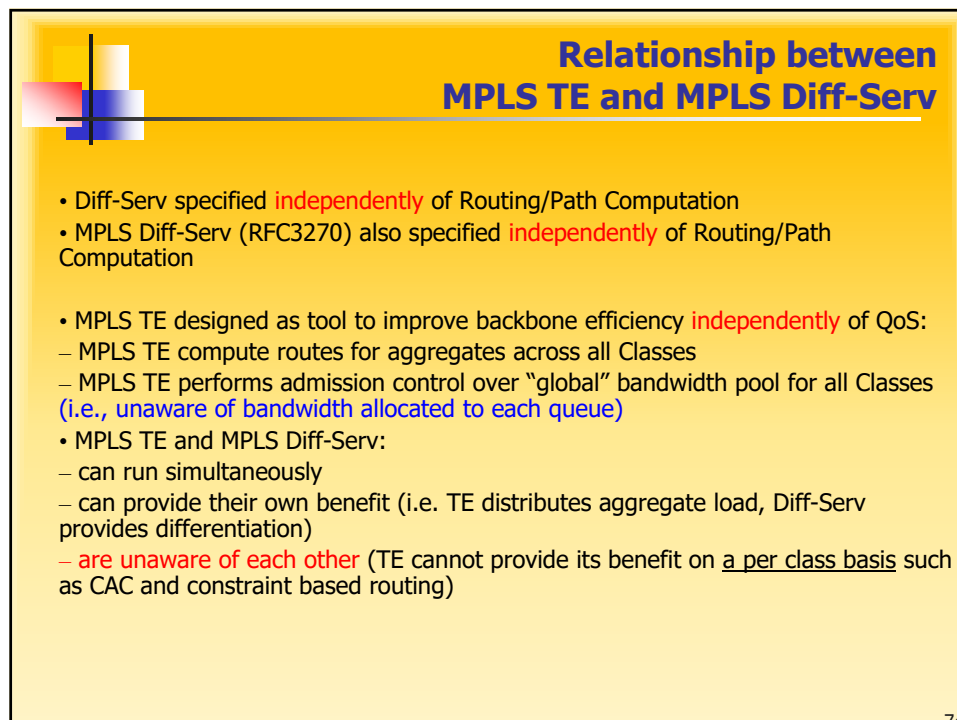 Relationship between
MPLS TE and MPLS Diff-Serv
• Diff-Serv specified independently of Routing/Path Computation
• MPLS Diff-Serv (RFC3270) also specified independently of Routing/Path
Computation
• MPLS TE designed as tool to improve backbone efficiency independently of QoS:
– MPLS TE compute routes for aggregates across all Classes
– MPLS TE performs admission control over “global” bandwidth pool for all Classes
(i.e., unaware of bandwidth allocated to each queue)
• MPLS TE and MPLS Diff-Serv:
– can run simultaneously
– can provide their own benefit (i.e. TE distributes aggregate load, Diff-Serv
provides differentiation)
– are unaware of each other (TE cannot provide its benefit on a per class basis such
as CAC and constraint based routing)